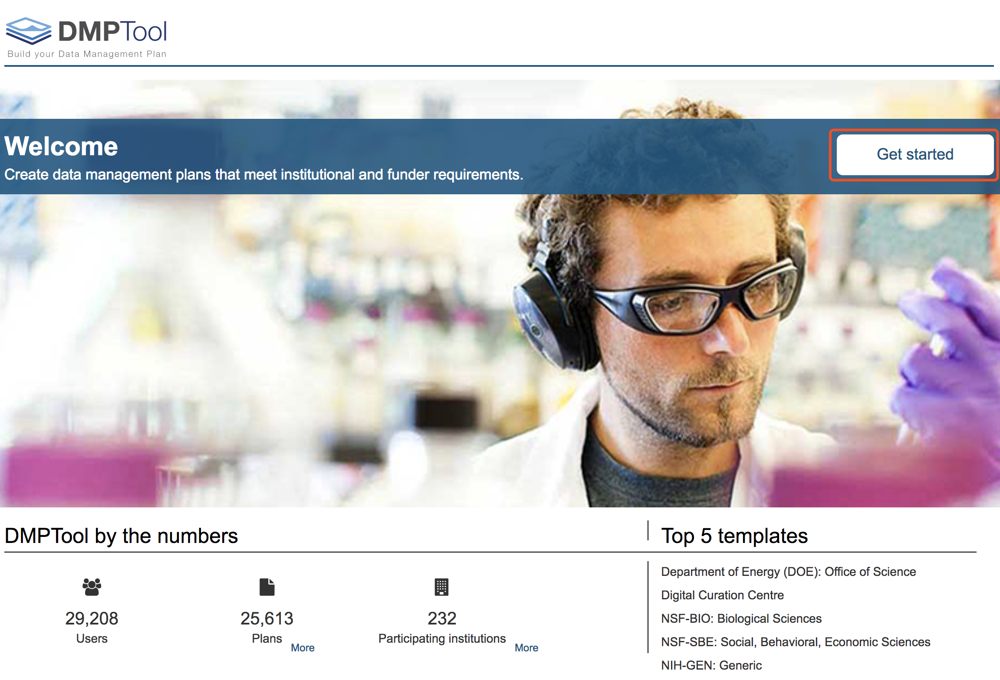 DMPTool
Build your Data Management Plan
Welcome
Create data management plans that meet institutional and funder requirements.
Get started
DMPTool by the numbers
29,208
Users
25,613
Plans
More
232
Participating institutions
More
Top 5 templates
Department of Energy (DOE): Office of Science
Digital Curation Centre
NSF-BIO: Biological Sciences
NSF-SBE: Social, Behavioral, Economic Sciences
NIH-GEN: Generic